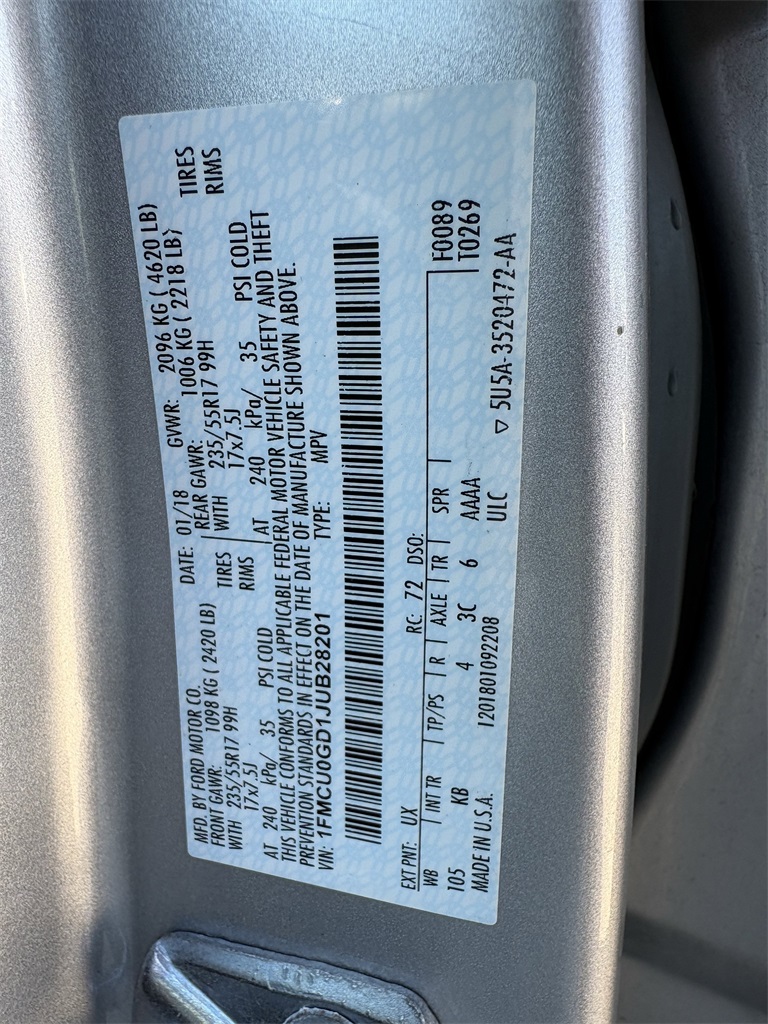 MFD. BY FORD MOTOR CO.
DATE: 01/18 GVWR: 2096 KG ( 4620 LB)
FRONT GAWR: 1098 KG ( 2420 LB) REAR GAWR: 1006 KG ( 2218 LB)
WITH 235/55R17 99H TIRES WITH 235/55R17 99H TIRES
17x7.5J RIMS 17x7.5J RIMS
AT 240 kPa/ 35 PSI COLD AT 240 kPa/ 35 PSI COLD
THIS VEHICLE CONFORMS TO ALL APPLICABLE FEDERAL MOTOR VEHICLE SAFETY AND THEFT
PREVENTION STANDARDS IN EFFECT ON THE DATE OF MANUFACTURE SHOWN ABOVE.
VIN: 1FMCU0GD1JUB28201 TYPE: MPV
EXT PNT: UX RC: 72 DSO: F0089
WB INT TR TP/PS R AXLE TR SPR T0269
105 KB 4 3C 6 AAAA
MADE IN U.S.A. 1201801092208 ULC ▽ 5U5A-3520472-AA